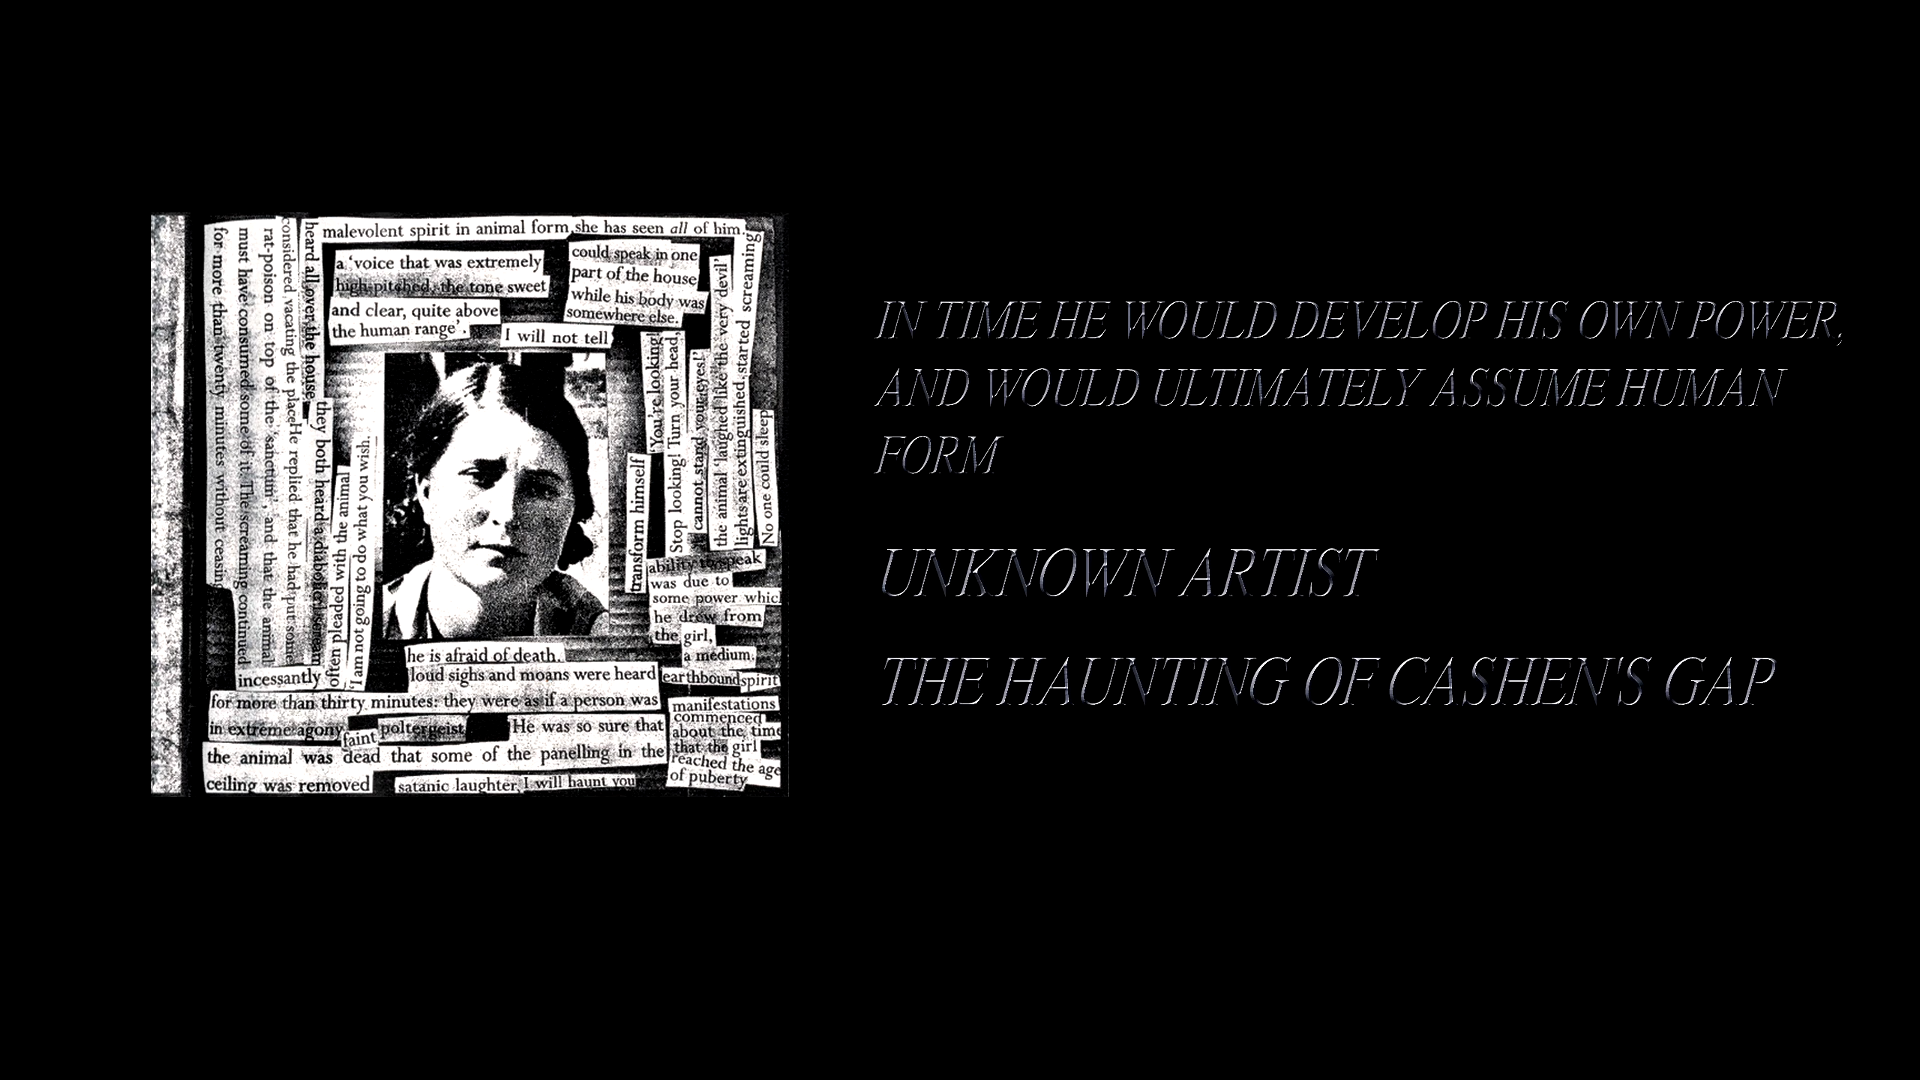 malevolent spirit in animal form,
she has seen all of him.
a 'voice that was extremely
high-pitched, the tone sweet
and clear, quite above
the human range'.
could speak in one
part of the house
while his body was
somewhere else.
I will not tell
for more than twenty minutes without ceasing
must have consumed some of it. The screaming continued
incessantly
rat-poison on top of the 'sanctum', and that the animal
considered vacating the place
He replied that he had put some
heard all over the house,
they both heard a diabolical scream
often pleaded with the animal
'I am not going to do what you wish.
transform himself
'You're looking!
Stop looking! Turn your head,
I cannot stand your eyes!'
the animal 'laughed like the very devil'
lights are extinguished, started screaming
No one could sleep
ability to speak
was due to
some power which
he drew from
the girl,
a medium.
earthbound spirit
he is afraid of death.
loud sighs and moans were heard
for more than thirty minutes: they were as if a person was
in extreme agony
faint
poltergeist
He was so sure that
the animal was dead that some of the panelling in the
ceiling was removed
satanic laughter,
I will haunt you
manifestations
commenced
about the time
that the girl
reached the age
of puberty
IN TIME HE WOULD DEVELOP HIS OWN POWER,
AND WOULD ULTIMATELY ASSUME HUMAN
FORM
UNKNOWN ARTIST
THE HAUNTING OF CASHEN'S GAP